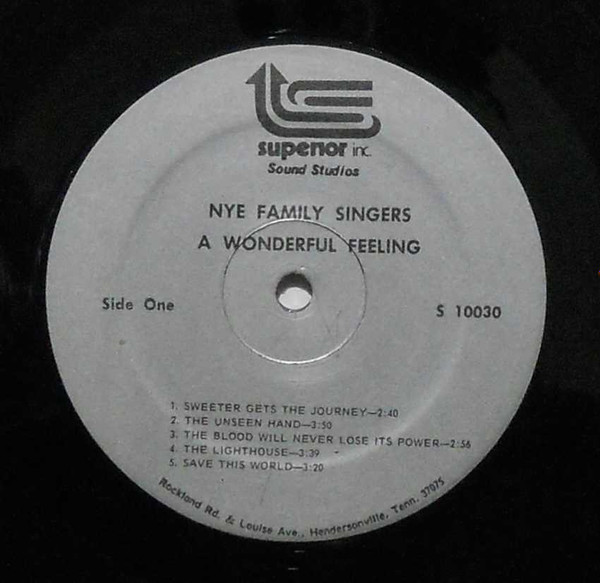 superior inc.
Sound Studios
NYE FAMILY SINGERS
A WONDERFUL FEELING
Side One
S 10030
1. SWEETER GETS THE JOURNEY—2:40
2. THE UNSEEN HAND—3:50
3. THE BLOOD WILL NEVER LOSE ITS POWER—2:56
4. THE LIGHTHOUSE—3:39
5. SAVE THIS WORLD—3:20
Rockland Rd. & Louise Ave., Hendersonville, Tenn. 37075